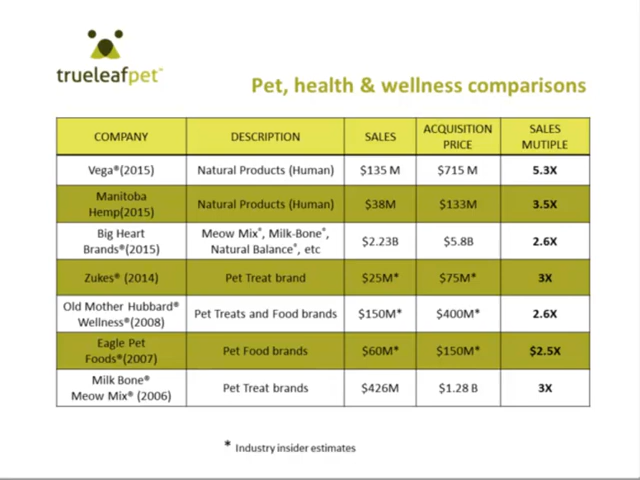 trueleafpet™
Pet, health & wellness comparisons
COMPANY DESCRIPTION SALES ACQUISITION PRICE SALES MUTIPLE
Vega®(2015) Natural Products (Human) $135 M $715 M 5.3X
Manitoba Hemp(2015) Natural Products (Human) $38M $133M 3.5X
Big Heart Brands®(2015) Meow Mix®, Milk-Bone®, Natural Balance®, etc $2.23B $5.8B 2.6X
Zukes® (2014) Pet Treat brand $25M* $75M* 3X
Old Mother Hubbard® Wellness®(2008) Pet Treats and Food brands $150M* $400M* 2.6X
Eagle Pet Foods®(2007) Pet Food brands $60M* $150M* $2.5X
Milk Bone® Meow Mix® (2006) Pet Treat brands $426M $1.28 B 3X
* Industry insider estimates